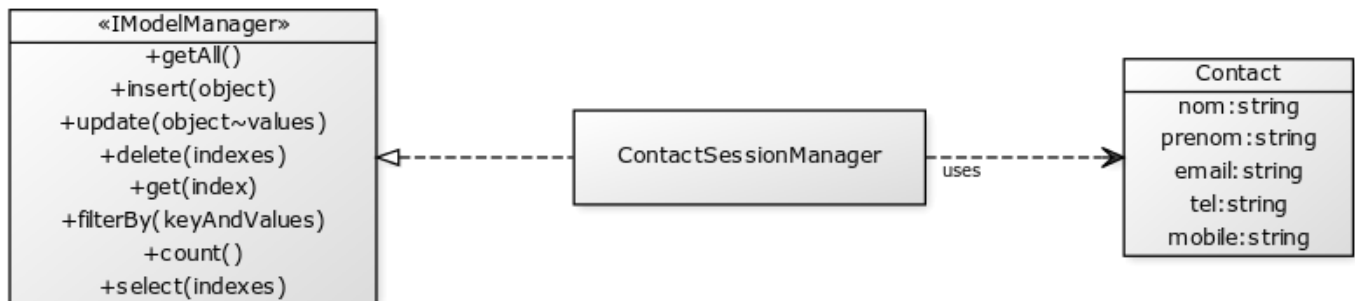 «IModelManager»
+getAll()
+insert(object)
+update(object~values)
+delete(indexes)
+get(index)
+filterBy(keyAndValues)
+count()
+select(indexes)
ContactSessionManager
uses
Contact
nom:string
prenom:string
email:string
tel:string
mobile:string